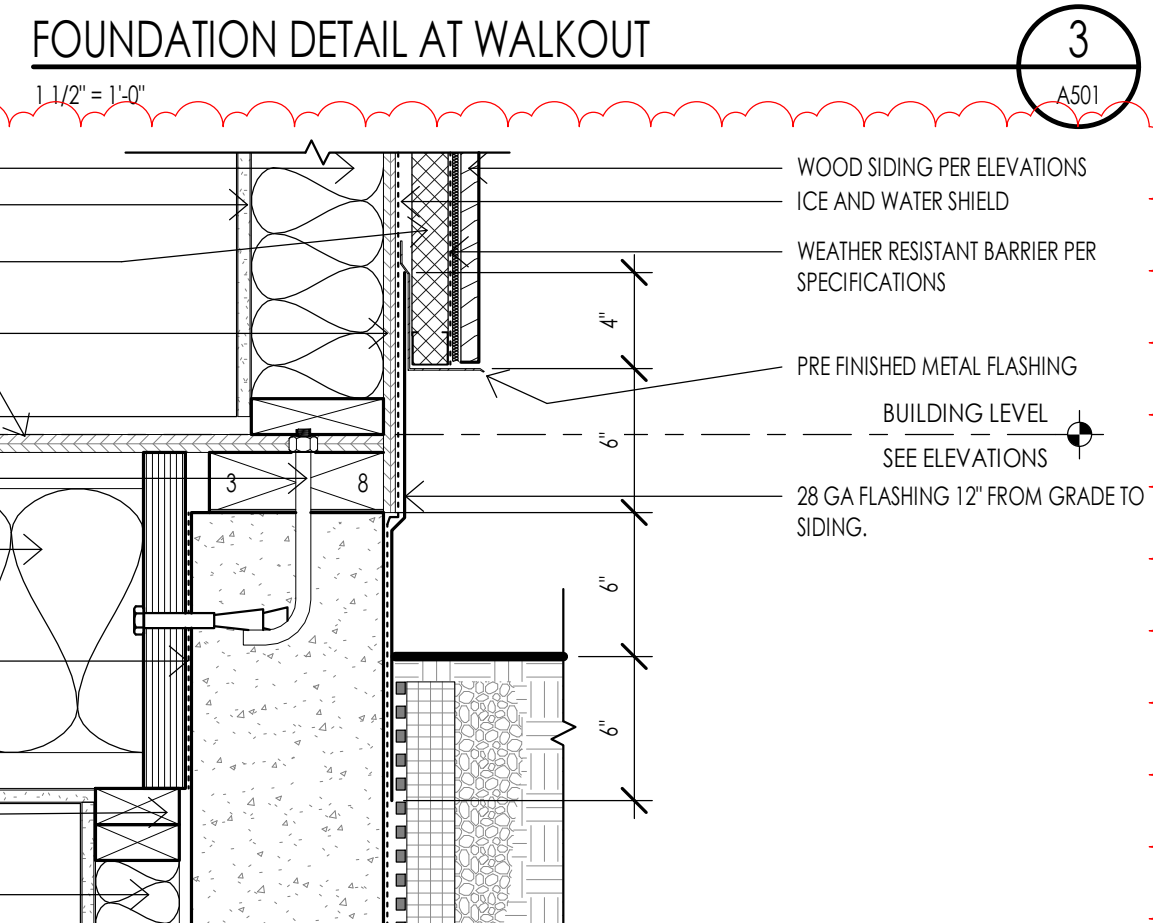 FOUNDATION DETAIL AT WALKOUT
3
1 1/2" = 1'-0"
A501
WOOD SIDING PER ELEVATIONS
ICE AND WATER SHIELD
WEATHER RESISTANT BARRIER PER
SPECIFICATIONS
4"
PRE FINISHED METAL FLASHING
BUILDING LEVEL
6"
SEE ELEVATIONS
3
8
28 GA FLASHING 12" FROM GRADE TO
SIDING.
6"
6"